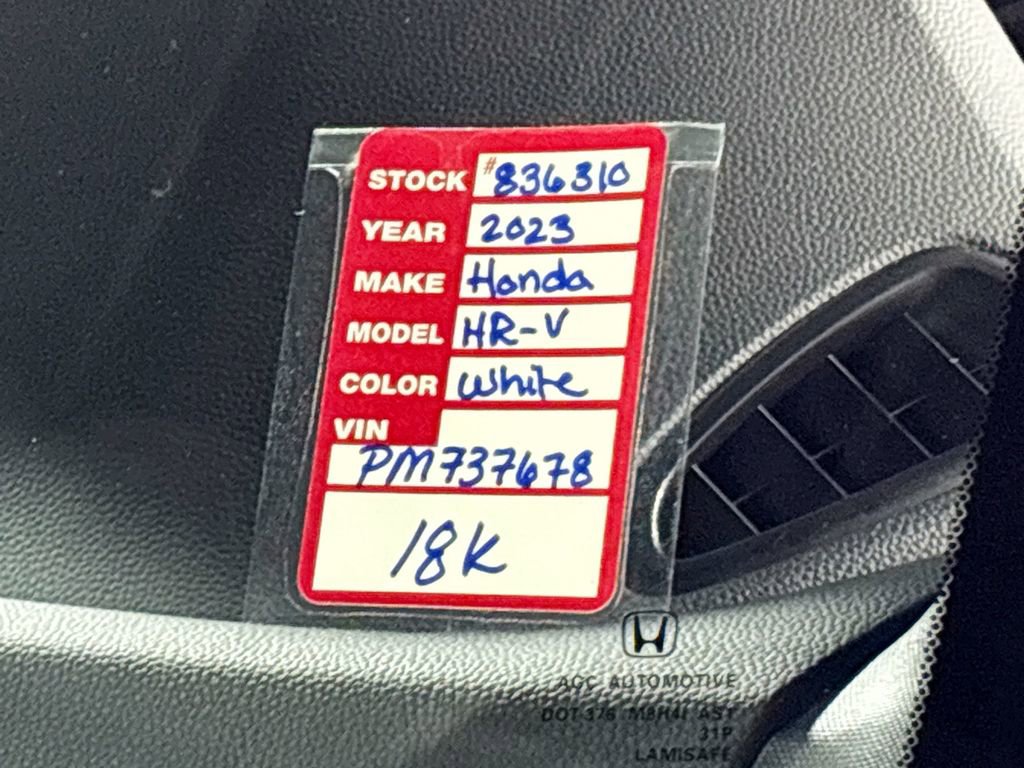 STOCK #836310
YEAR 2023
MAKE Honda
MODEL HR-V
COLOR White
VIN
PM737678
18K
AGC AUTOMOTIVE
DOT-376 M8H41 AS1
31P
LAMISAFE